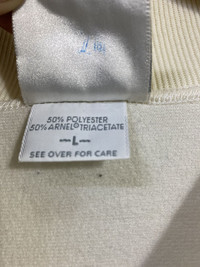 50% POLYESTER
50% ARNEL® TRIACETATE
--- L ---
SEE OVER FOR CARE